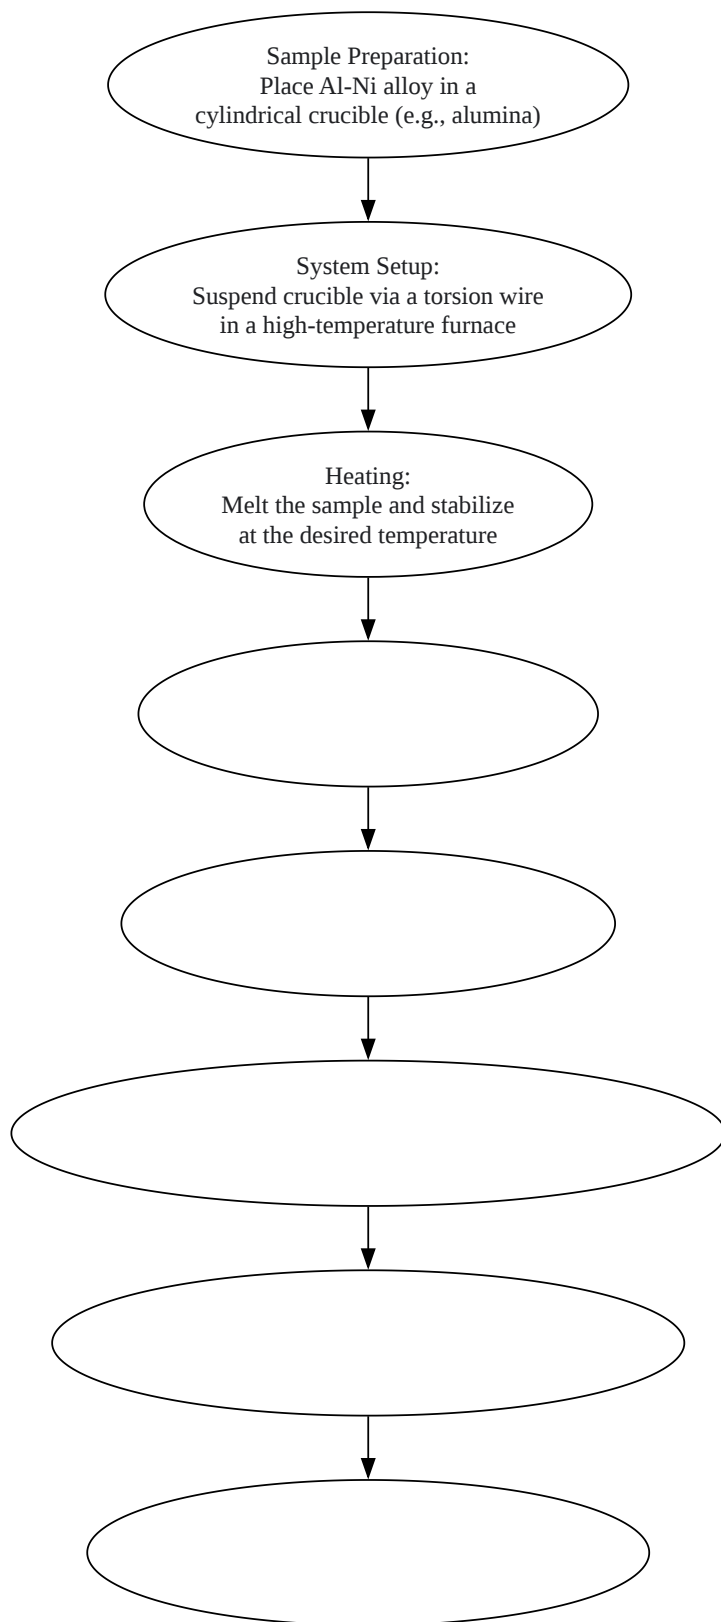 Sample Preparation:
Place Al-Ni alloy in a
cylindrical crucible (e.g., alumina)
System Setup:
Suspend crucible via a torsion wire
in a high-temperature furnace
Heating:
Melt the sample and stabilize
at the desired temperature